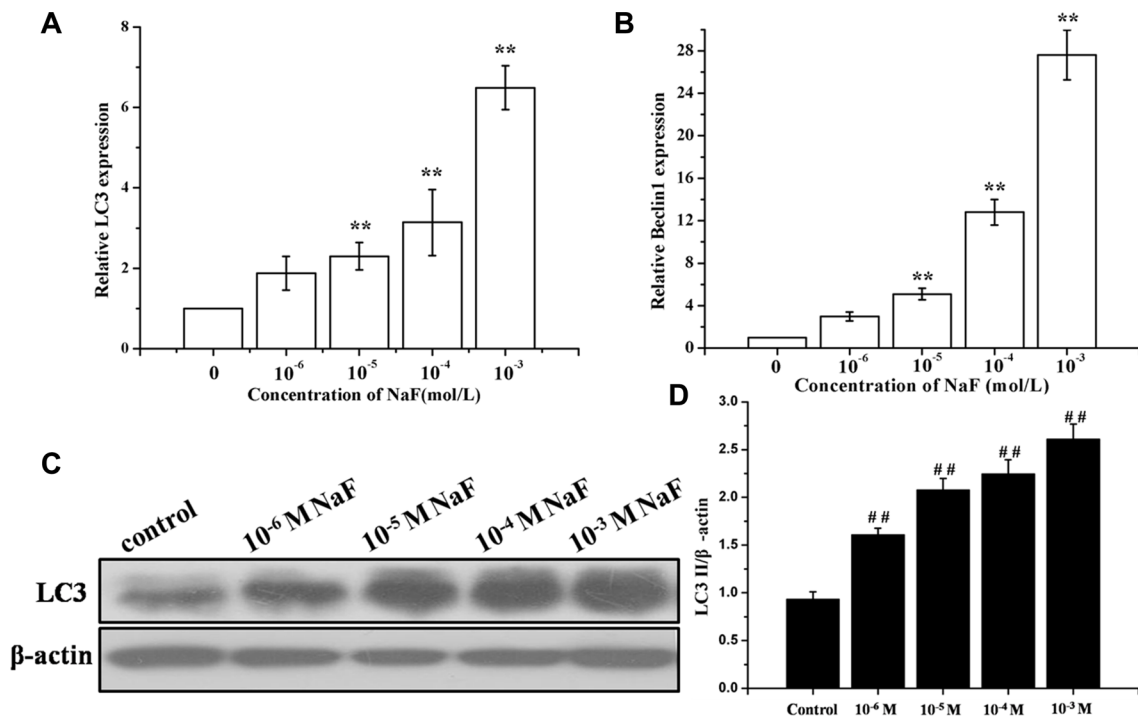 A
Relative LC3 expression
8
6
4
2
0
**
**
**
0 10⁻⁶ 10⁻⁵ 10⁻⁴ 10⁻³
Concentration of NaF(mol/L)
B
Relative Beclin1 expression
28
24
20
16
12
8
4
0
**
**
**
0 10⁻⁶ 10⁻⁵ 10⁻⁴ 10⁻³
Concentration of NaF (mol/L)
C
control 10⁻⁶ M NaF 10⁻⁵ M NaF 10⁻⁴ M NaF 10⁻³ M NaF
LC3
β-actin
D
LC3 II/β -actin
3.0
2.5
2.0
1.5
1.0
0.5
0.0
# #
# #
# #
# #
Control 10⁻⁶ M 10⁻⁵ M 10⁻⁴ M 10⁻³ M